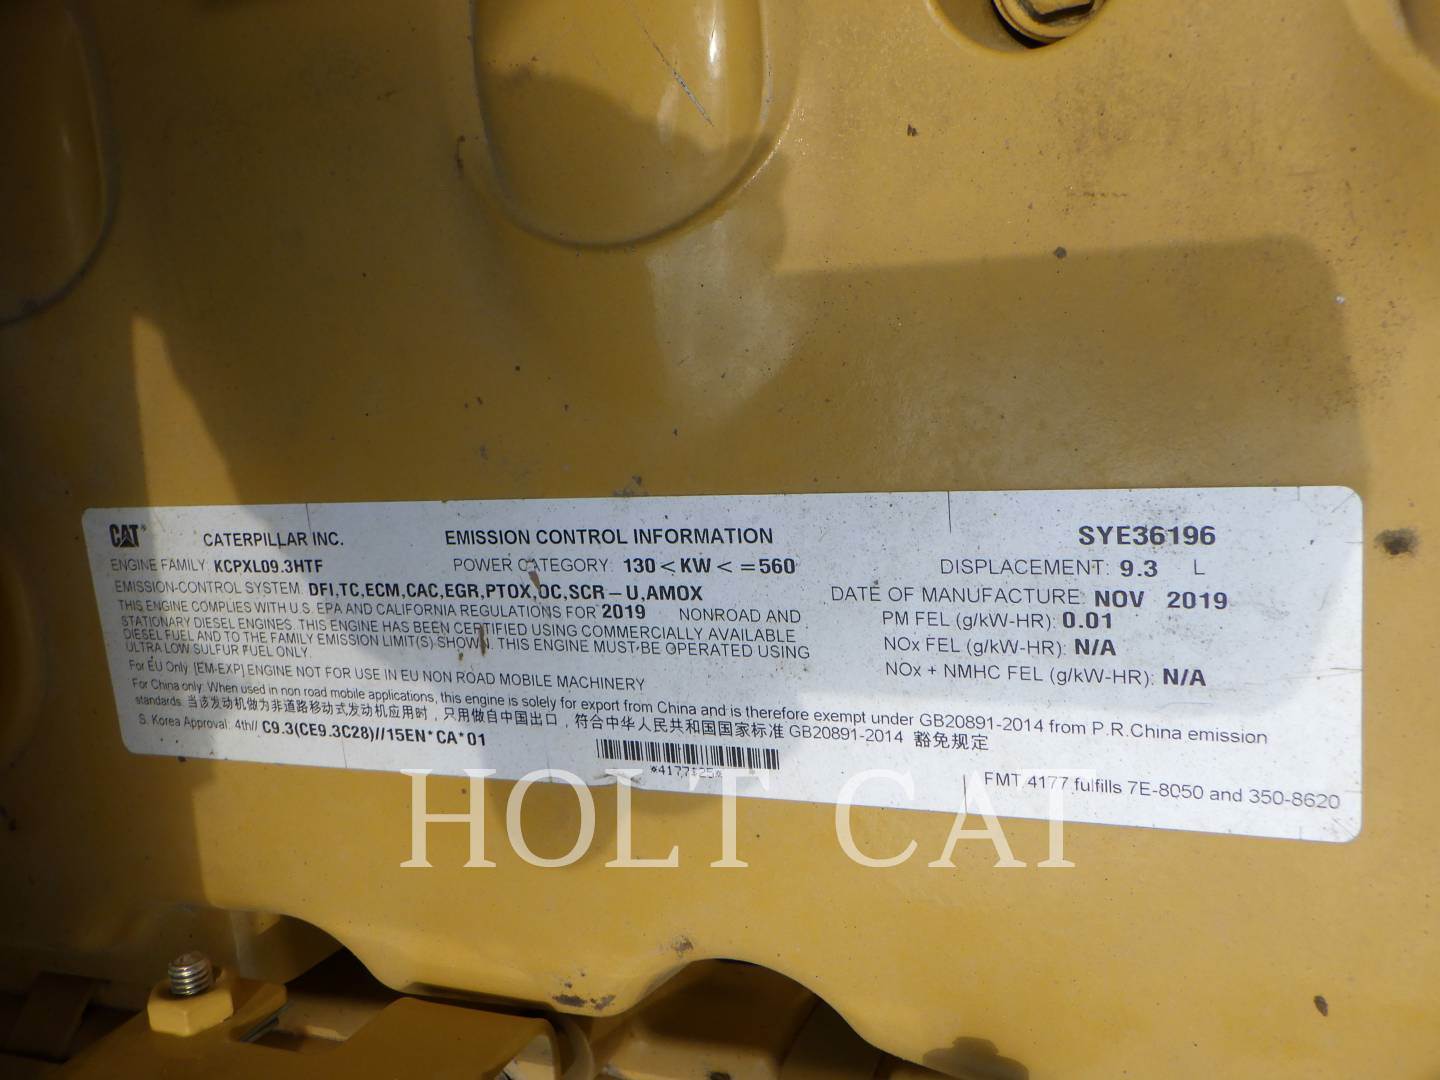 CAT® CATERPILLAR INC. EMISSION CONTROL INFORMATION SYE36196
ENGINE FAMILY: KCPXL09.3HTF POWER CATEGORY: 130 < KW < = 560 DISPLACEMENT: 9.3 L
EMISSION-CONTROL SYSTEM: DFI,TC,ECM,CAC,EGR,PTOX,OC,SCR – U,AMOX DATE OF MANUFACTURE: NOV 2019
THIS ENGINE COMPLIES WITH U.S. EPA AND CALIFORNIA REGULATIONS FOR 2019 NONROAD AND
STATIONARY DIESEL ENGINES. THIS ENGINE HAS BEEN CERTIFIED USING COMMERCIALLY AVAILABLE
DIESEL FUEL AND TO THE FAMILY EMISSION LIMIT(S) SHOWN. THIS ENGINE MUST BE OPERATED USING
ULTRA LOW SULFUR FUEL ONLY.
PM FEL (g/kW-HR): 0.01
NOx FEL (g/kW-HR): N/A
NOx + NMHC FEL (g/kW-HR): N/A
For EU Only: [EM-EXP] ENGINE NOT FOR USE IN EU NON ROAD MOBILE MACHINERY
For China only: When used in non road mobile applications, this engine is solely for export from China and is therefore exempt under GB20891-2014 from P.R.China emission
standards. 当该发动机做为非道路移动式发动机应用时，只用做自中国出口，符合中华人民共和国国家标准 GB20891-2014 豁免规定
S. Korea Approval: 4th// C9.3(CE9.3C28)//15EN*CA*01
*4177125*
FMT 4177 fulfills 7E-8050 and 350-8620
HOLT CAT